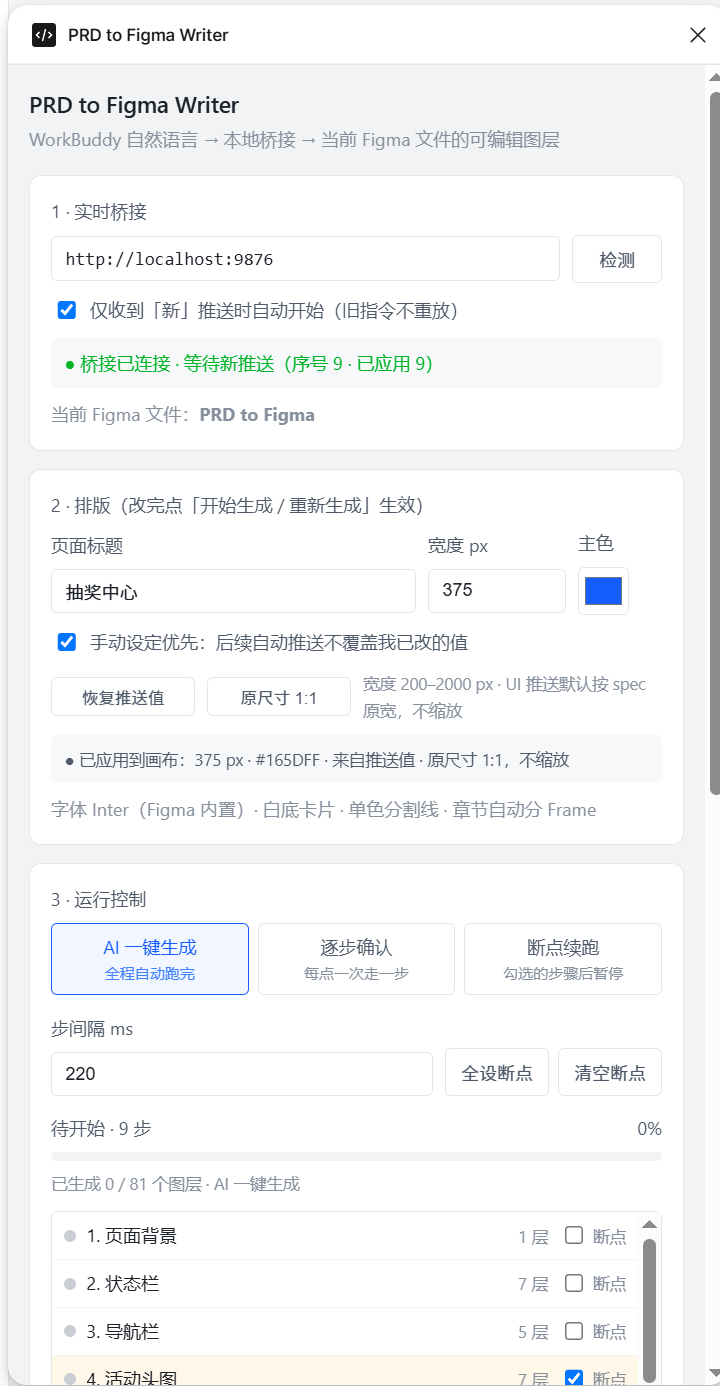 PRD to Figma Writer
PRD to Figma Writer
WorkBuddy 自然语言 → 本地桥接 → 当前 Figma 文件的可编辑图层
1 · 实时桥接
http://localhost:9876
检测
仅收到「新」推送时自动开始（旧指令不重放）
● 桥接已连接 · 等待新推送（序号 9 · 已应用 9）
当前 Figma 文件：PRD to Figma
2 · 排版（改完点「开始生成 / 重新生成」生效）
页面标题 宽度 px 主色
抽奖中心 375
手动设定优先：后续自动推送不覆盖我已改的值
恢复推送值 原尺寸 1:1
宽度 200–2000 px · UI 推送默认按 spec
原宽，不缩放
● 已应用到画布：375 px · #165DFF · 来自推送值 · 原尺寸 1:1，不缩放
字体 Inter（Figma 内置）· 白底卡片 · 单色分割线 · 章节自动分 Frame
3 · 运行控制
AI 一键生成 逐步确认 断点续跑
全程自动跑完 每点一次走一步 勾选的步骤后暂停
步间隔 ms
220 全设断点 清空断点
待开始 · 9 步 0%
已生成 0 / 81 个图层 · AI 一键生成
1. 页面背景 1 层 断点
2. 状态栏 7 层 断点
3. 导航栏 5 层 断点
4. 活动头图 7 层 断点